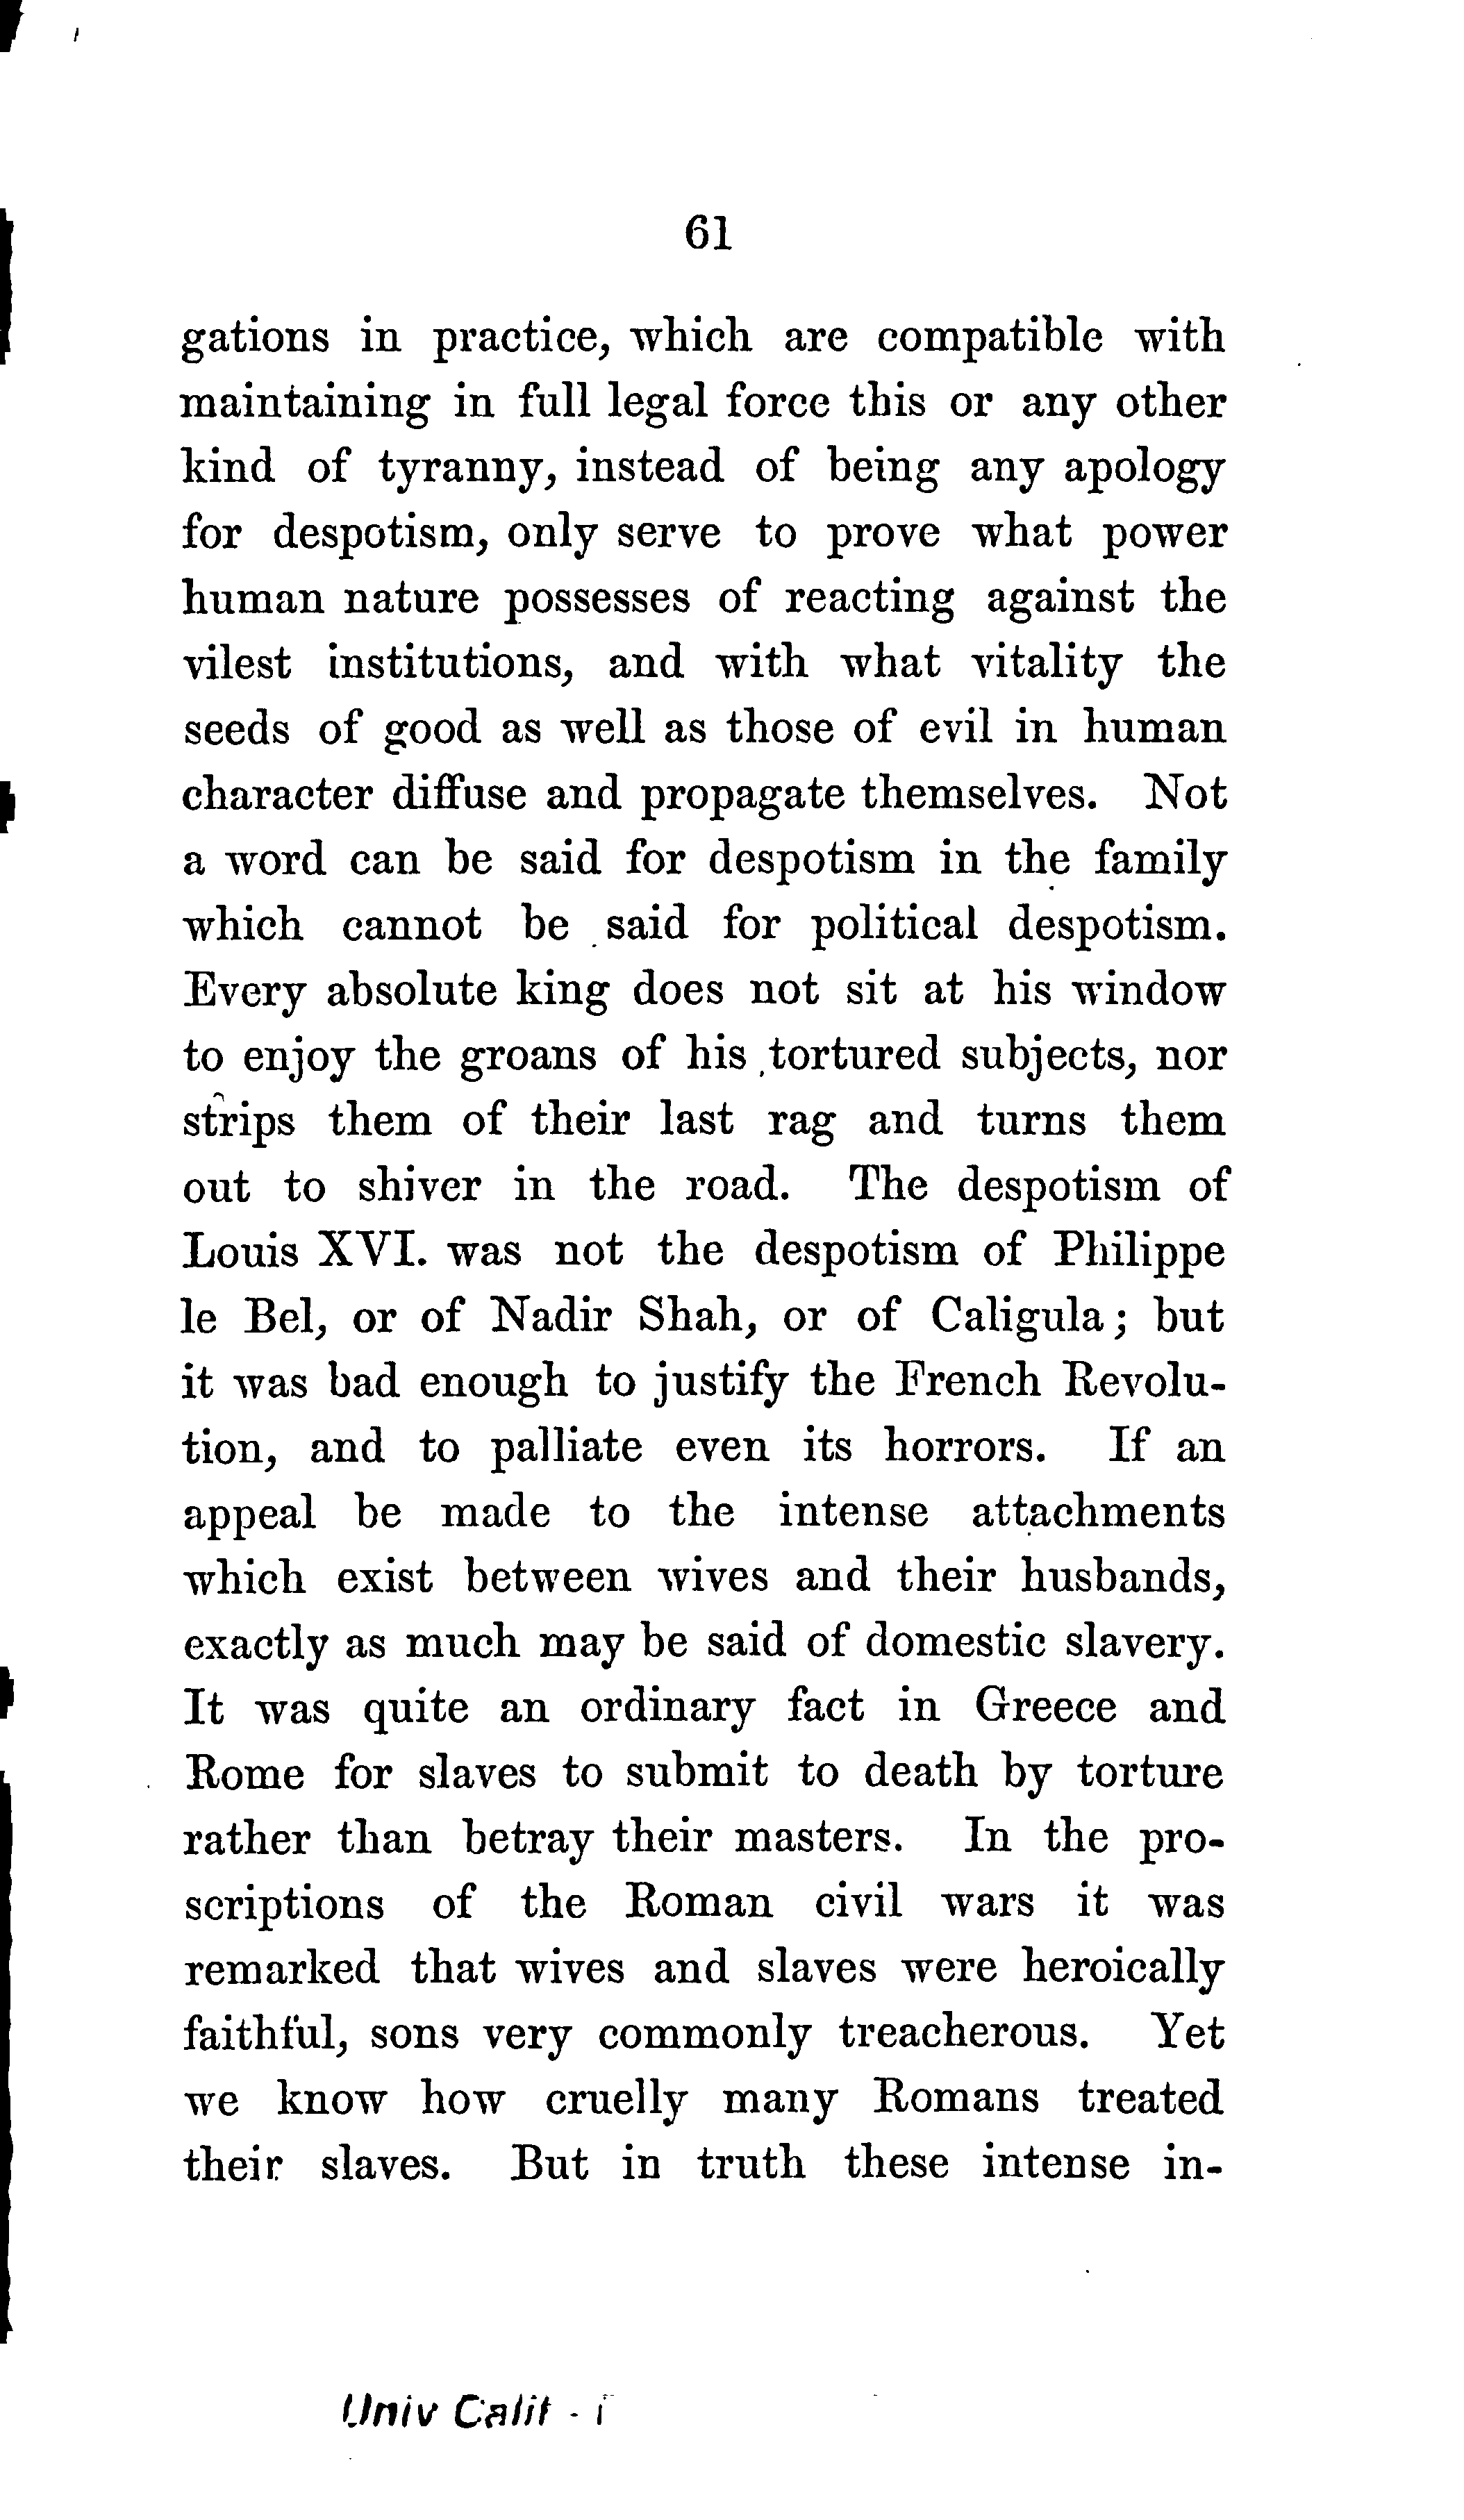 61
gations in practice, which are compatible with
maintaining in full legal force this or any other
kind of tyranny, instead of being any apology
for despotism, only serve to prove what power
human nature possesses of reacting against the
vilest institutions, and with what vitality the
seeds of good as well as those of evil in human
character diffuse and propagate themselves. Not
a word can be said for despotism in the family
which cannot be said for political despotism.
Every absolute king does not sit at his window
to enjoy the groans of his tortured subjects, nor
strips them of their last rag and turns them
out to shiver in the road. The despotism of
Louis XVI. was not the despotism of Philippe
le Bel, or of Nadir Shah, or of Caligula; but
it was bad enough to justify the French Revolu-
tion, and to palliate even its horrors. If an
appeal be made to the intense attachments
which exist between wives and their husbands,
exactly as much may be said of domestic slavery.
It was quite an ordinary fact in Greece and
Rome for slaves to submit to death by torture
rather than betray their masters. In the pro-
scriptions of the Roman civil wars it was
remarked that wives and slaves were heroically
faithful, sons very commonly treacherous. Yet
we know how cruelly many Romans treated
their slaves. But in truth these intense in-
Univ Calif -